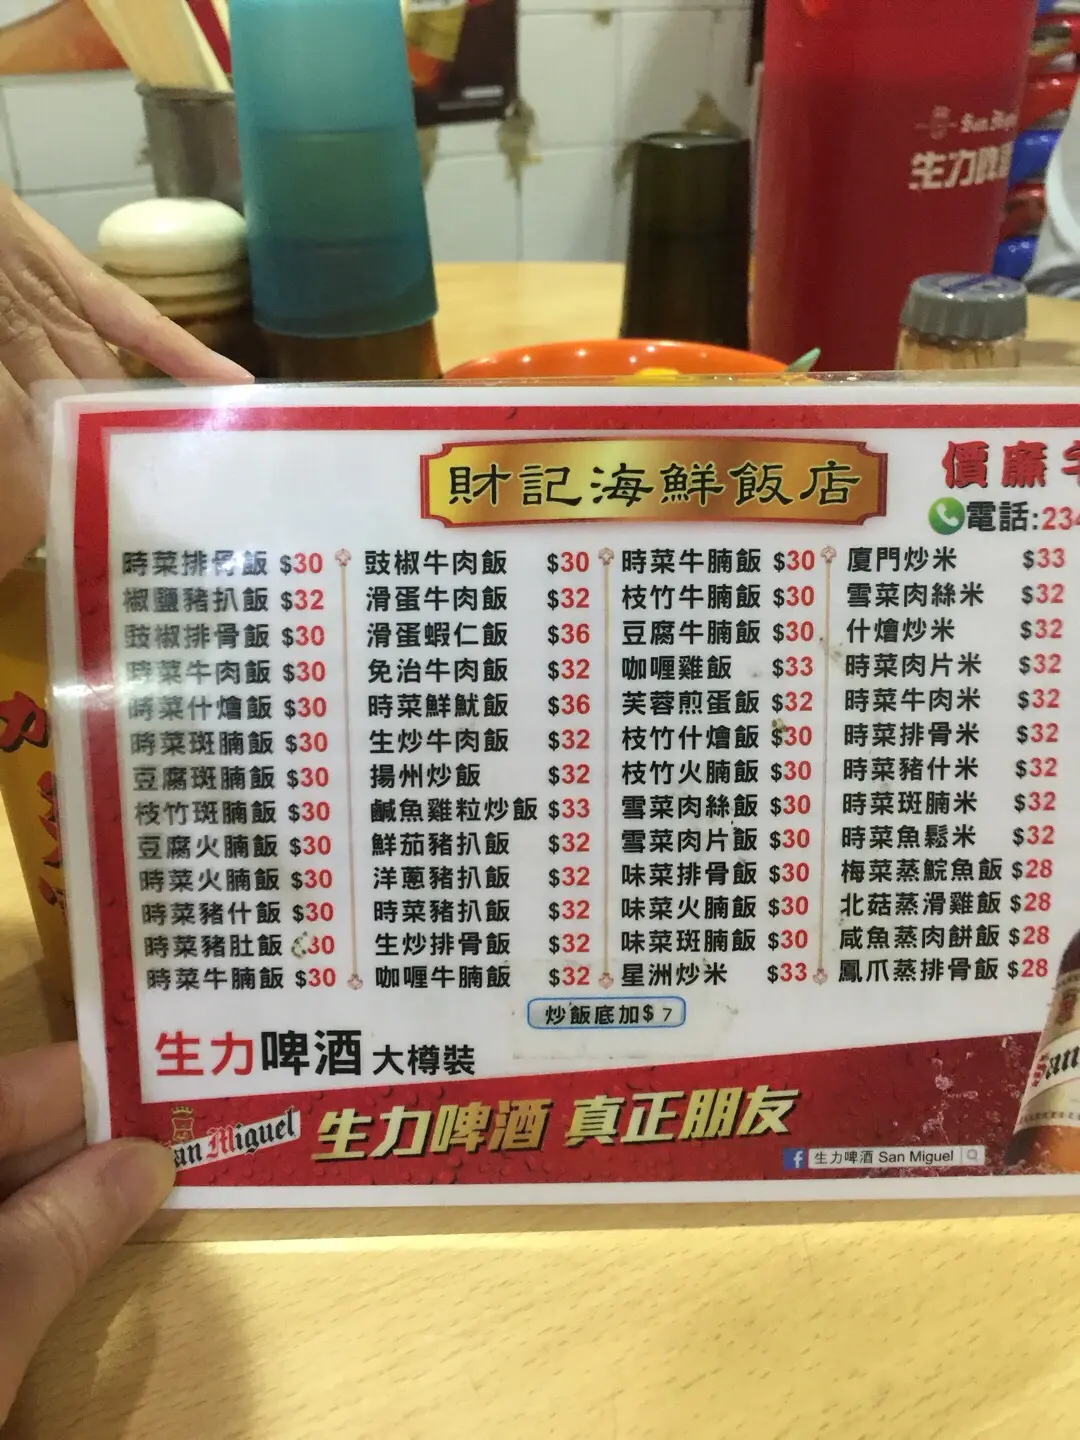 San Migu
生力啤酒
財記海鮮飯店
價廉
電話:234
時菜排骨飯 $30
椒鹽豬扒飯 $32
豉椒排骨飯 $30
時菜牛肉飯 $30
時菜什燴飯 $30
時菜斑腩飯 $30
豆腐斑腩飯 $30
枝竹斑腩飯 $30
豆腐火腩飯 $30
時菜火腩飯 $30
時菜豬什飯 $30
時菜豬肚飯 $30
時菜牛腩飯 $30
豉椒牛肉飯 $30
滑蛋牛肉飯 $32
滑蛋蝦仁飯 $36
免治牛肉飯 $32
時菜鮮魷飯 $36
生炒牛肉飯 $32
揚州炒飯 $32
鹹魚雞粒炒飯 $33
鮮茄豬扒飯 $32
洋蔥豬扒飯 $32
時菜豬扒飯 $32
生炒排骨飯 $32
咖喱牛腩飯 $32
時菜牛腩飯 $30
枝竹牛腩飯 $30
豆腐牛腩飯 $30
咖喱雞飯 $33
芙蓉煎蛋飯 $32
枝竹什燴飯 $30
枝竹火腩飯 $30
雪菜肉絲飯 $30
雪菜肉片飯 $30
味菜排骨飯 $30
味菜火腩飯 $30
味菜斑腩飯 $30
星洲炒米 $33
廈門炒米 $33
雪菜肉絲米 $32
什燴炒米 $32
時菜肉片米 $32
時菜牛肉米 $32
時菜排骨米 $32
時菜豬什米 $32
時菜斑腩米 $32
時菜魚鬆米 $32
梅菜蒸鯇魚飯 $28
北菇蒸滑雞飯 $28
咸魚蒸肉餅飯 $28
鳳爪蒸排骨飯 $28
炒飯底加$ 7
生力啤酒 大樽裝
San Miguel 生力啤酒 真正朋友
生力啤酒 San Miguel
San